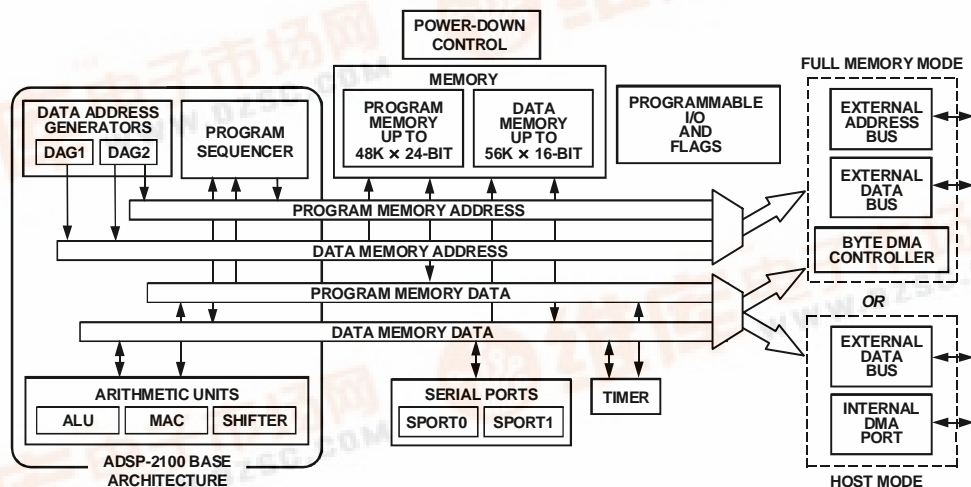 POWER-DOWN
CONTROL
FULL MEMORY MODE
MEMORY
PROGRAM
MEMORY
UP TO
48K × 24-BIT
DATA
MEMORY
UP TO
56K × 16-BIT
PROGRAMMABLE
I/O
AND
FLAGS
EXTERNAL
ADDRESS
BUS
DATA ADDRESS
GENERATORS
DAG1
DAG2
PROGRAM
SEQUENCER
EXTERNAL
DATA
BUS
PROGRAM MEMORY ADDRESS
DATA MEMORY ADDRESS
BYTE DMA
CONTROLLER
PROGRAM MEMORY DATA
OR
DATA MEMORY DATA
EXTERNAL
DATA
BUS
ARITHMETIC UNITS
ALU
MAC
SHIFTER
SERIAL PORTS
SPORT0
SPORT1
TIMER
INTERNAL
DMA
PORT
ADSP-2100 BASE
ARCHITECTURE
HOST MODE
WWW.DZSC.COM